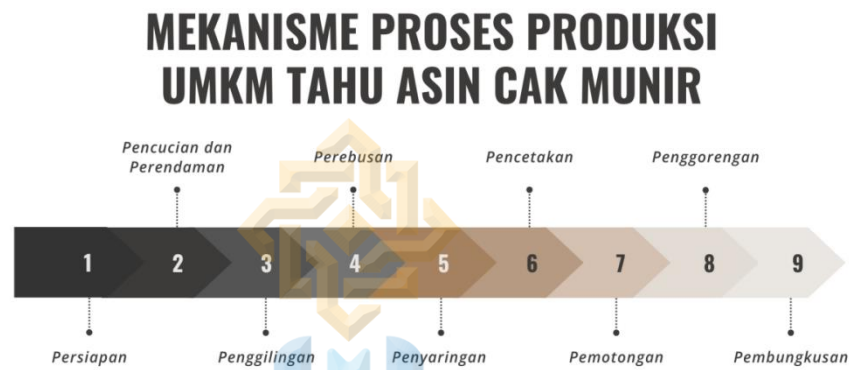 MEKANISME PROSES PRODUKSI
UMKM TAHU ASIN CAK MUNIR
Pencucian dan
Perendaman
Perebusan
Pencetakan
Penggorengan
1 2 3 4 5 6 7 8 9
Persiapan
Penggilingan
Penyaringan
Pemotongan
Pembungkusan